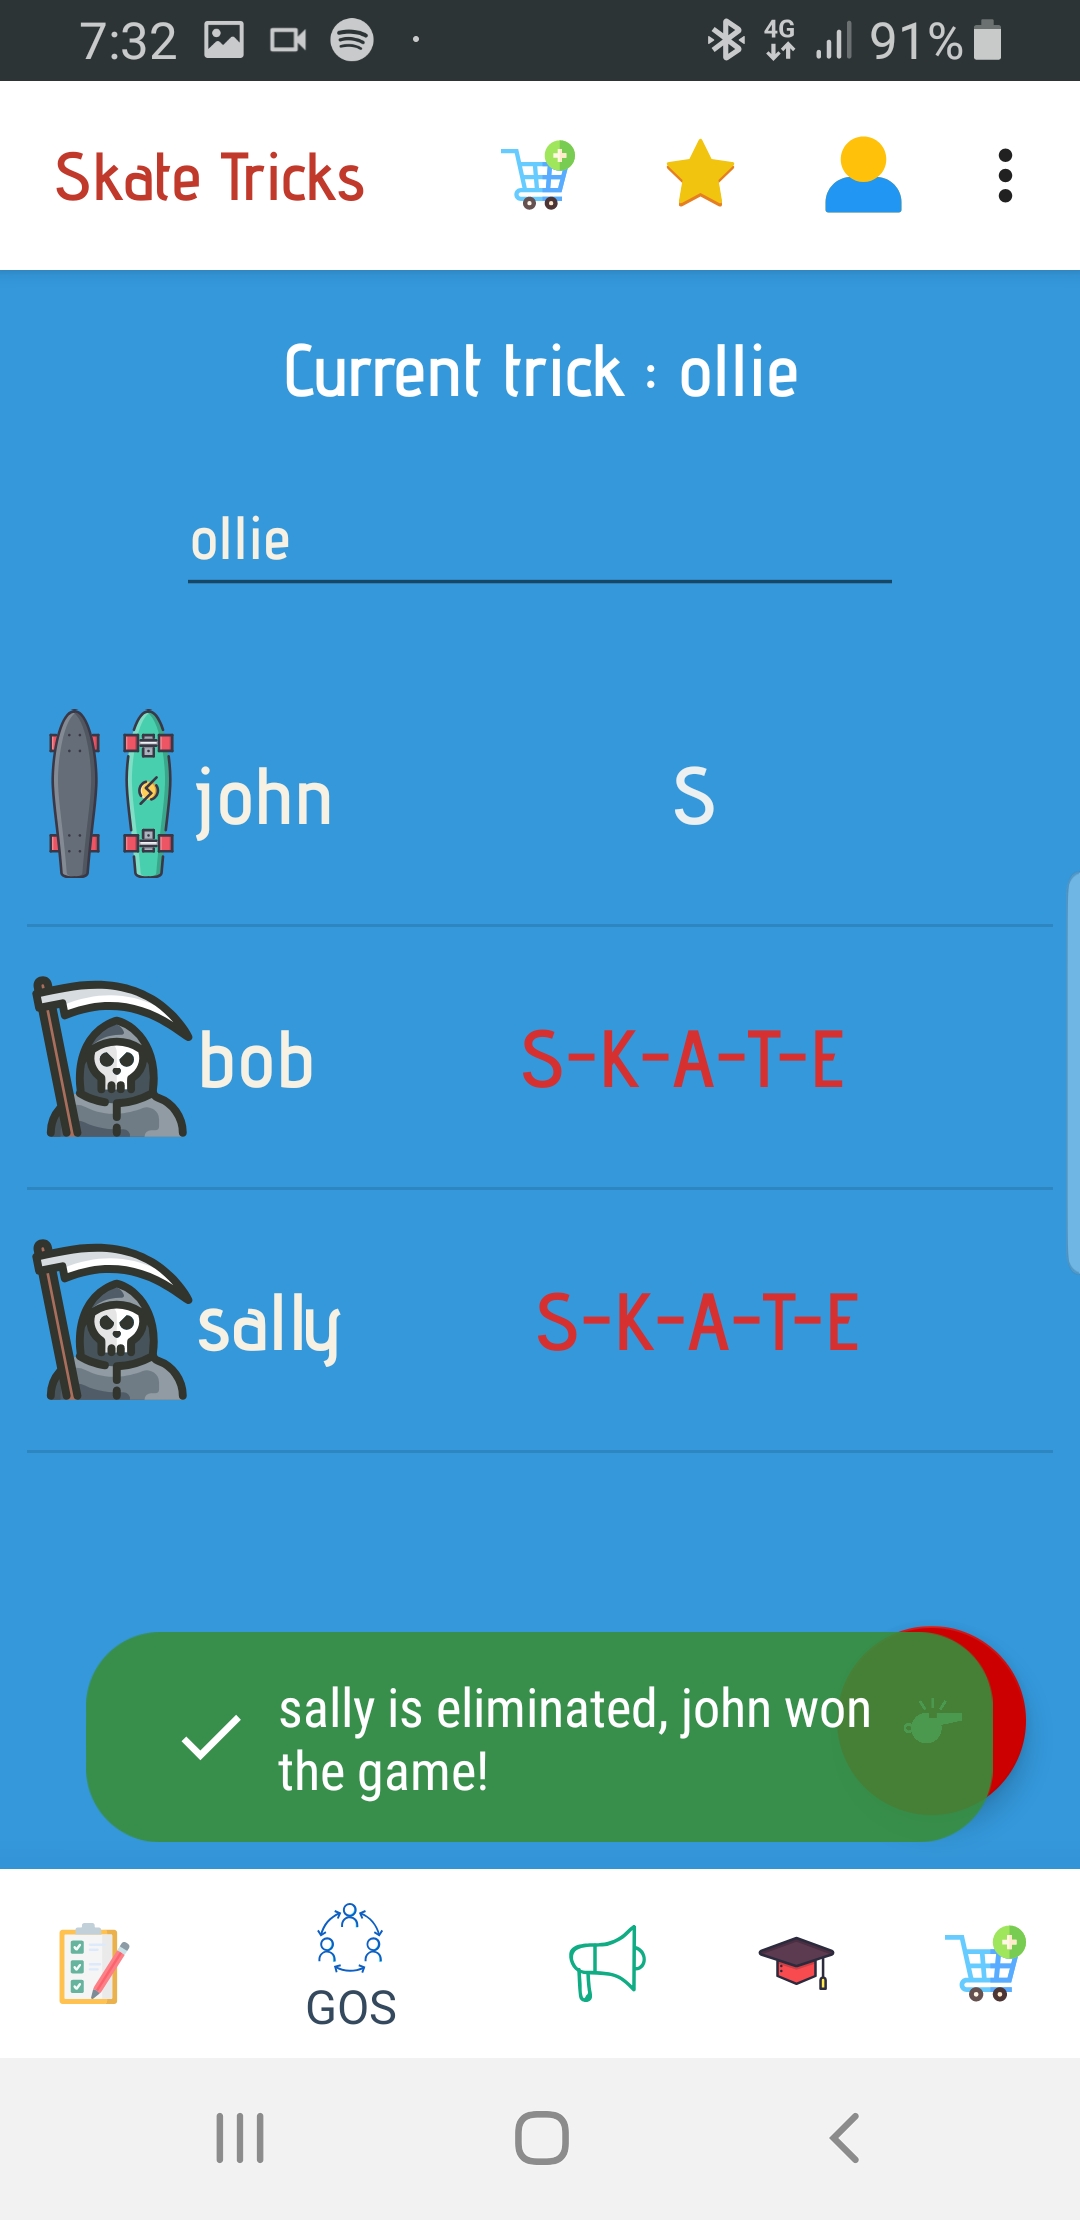 7:32 4G 91%
Skate Tricks
Current trick : ollie
ollie
john S
bob S-K-A-T-E
sally S-K-A-T-E
sally is eliminated, john won
the game!
GOS